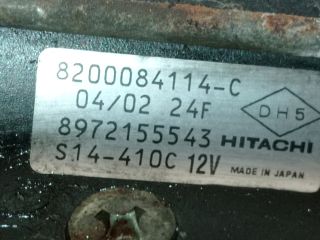 8200084114-C
04/02 24F DH5
8972155543 HITACHI
S14-410C 12V MADE IN JAPAN